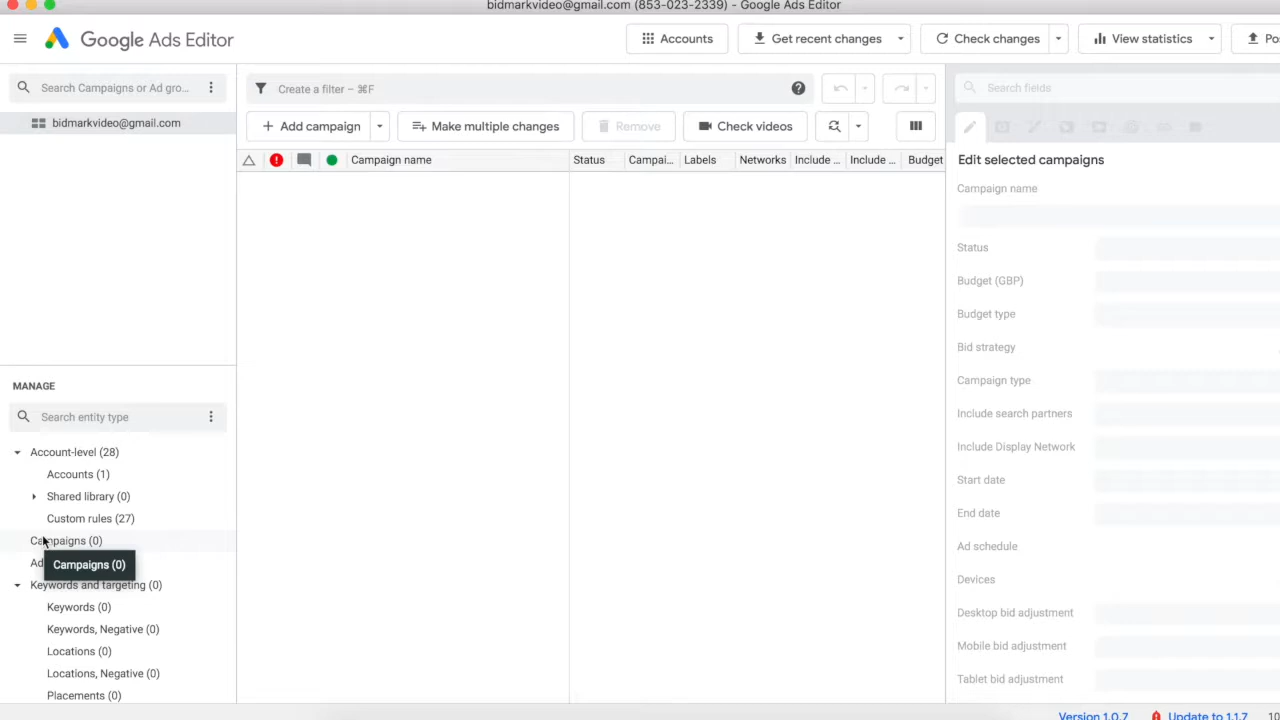 bidmarkvideo@gmail.com (853-023-2339) - Google Ads Editor
Google Ads Editor
Accounts
Get recent changes
Check changes
View statistics
Search Campaigns or Ad gro...
bidmarkvideo@gmail.com
Create a filter – ⌘F
Add campaign
Make multiple changes
Remove
Check videos
Campaign name
Status
Campai...
Labels
Networks
Include ...
Include ...
Budget
Search fields
Edit selected campaigns
Campaign name
Status
Budget (GBP)
Budget type
Bid strategy
Campaign type
Include search partners
Include Display Network
Start date
End date
Ad schedule
Devices
Desktop bid adjustment
Mobile bid adjustment
Tablet bid adjustment
MANAGE
Search entity type
Account-level (28)
Accounts (1)
Shared library (0)
Custom rules (27)
Campaigns (0)
Ad
Campaigns (0)
Keywords and targeting (0)
Keywords (0)
Keywords, Negative (0)
Locations (0)
Locations, Negative (0)
Placements (0)
Version 1.0.7
Update to 1.1.7